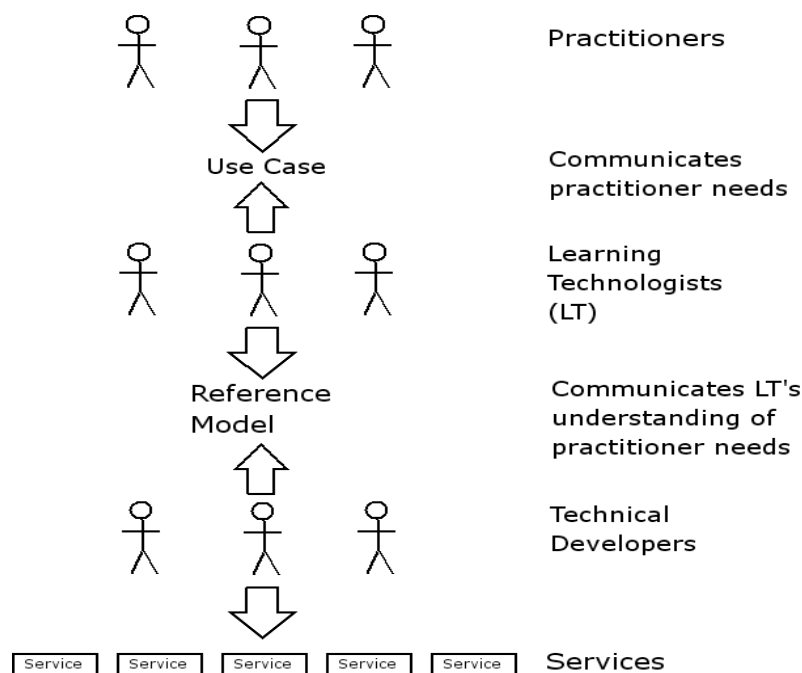 Practitioners
Use Case
Communicates
practitioner needs
Learning
Technologists
(LT)
Reference
Model
Communicates LT's
understanding of
practitioner needs
Technical
Developers
Service Service Service Service Service
Services